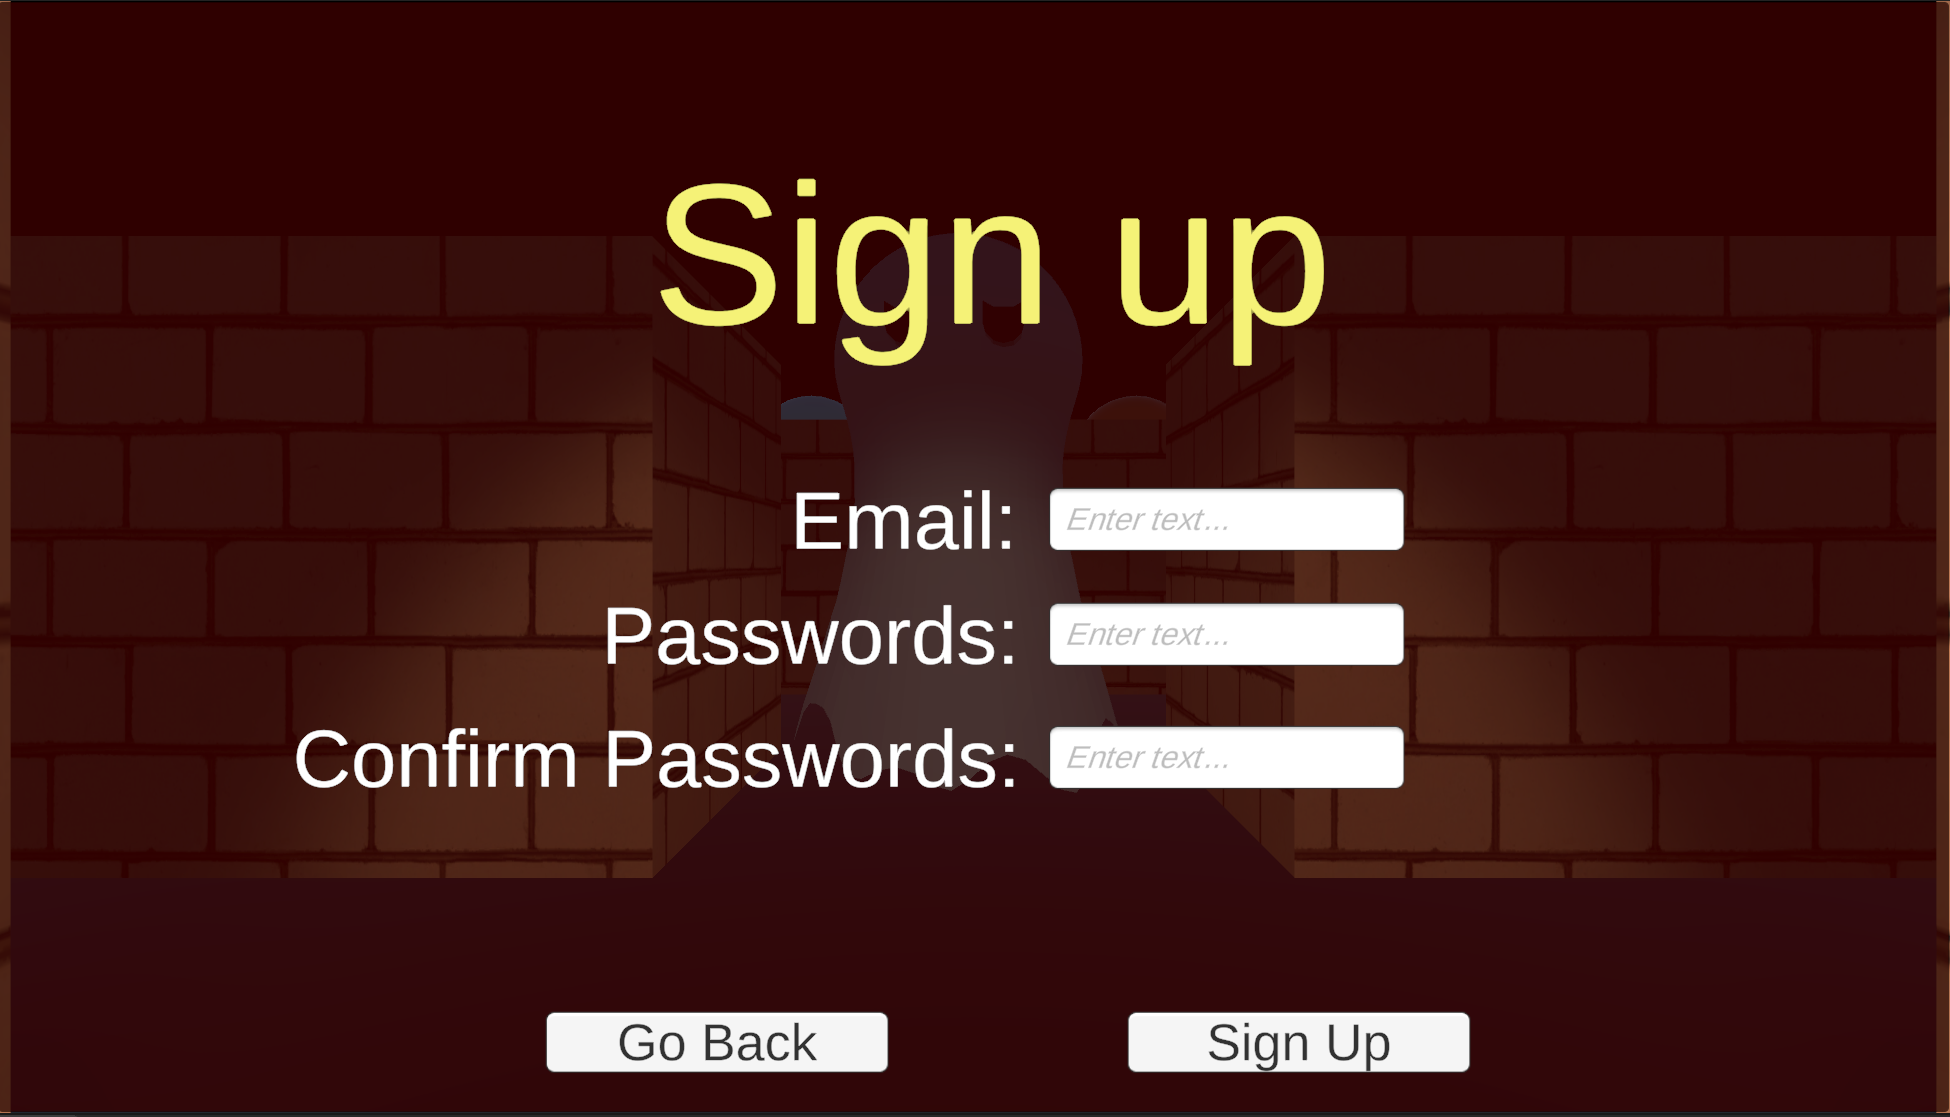 Sign up
Email: Enter text...
Passwords: Enter text...
Confirm Passwords: Enter text...
Go Back Sign Up